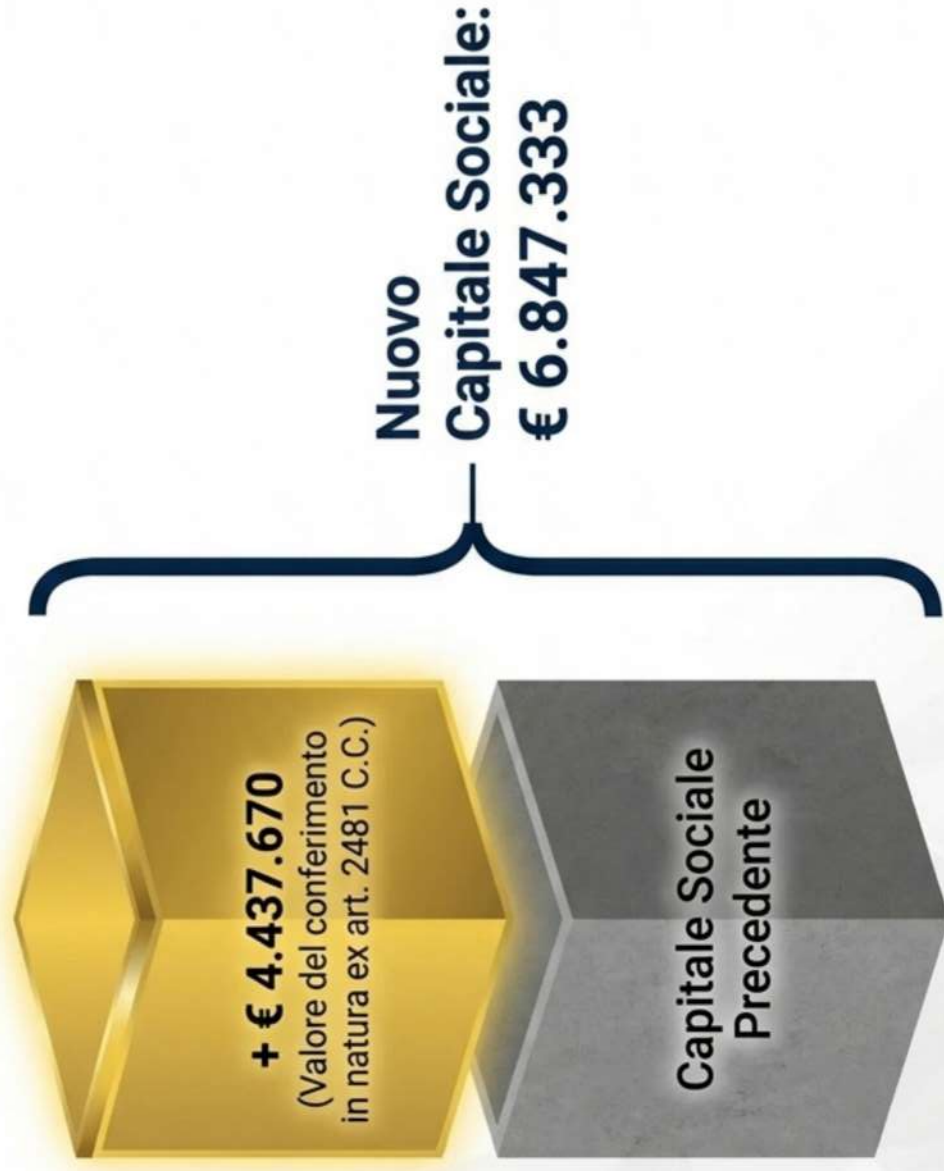 + € 4.437.670
(Valore del conferimento
in natura ex art. 2481 C.C.)
Capitale Sociale
Precedente
Nuovo
Capitale Sociale:
€ 6.847.333